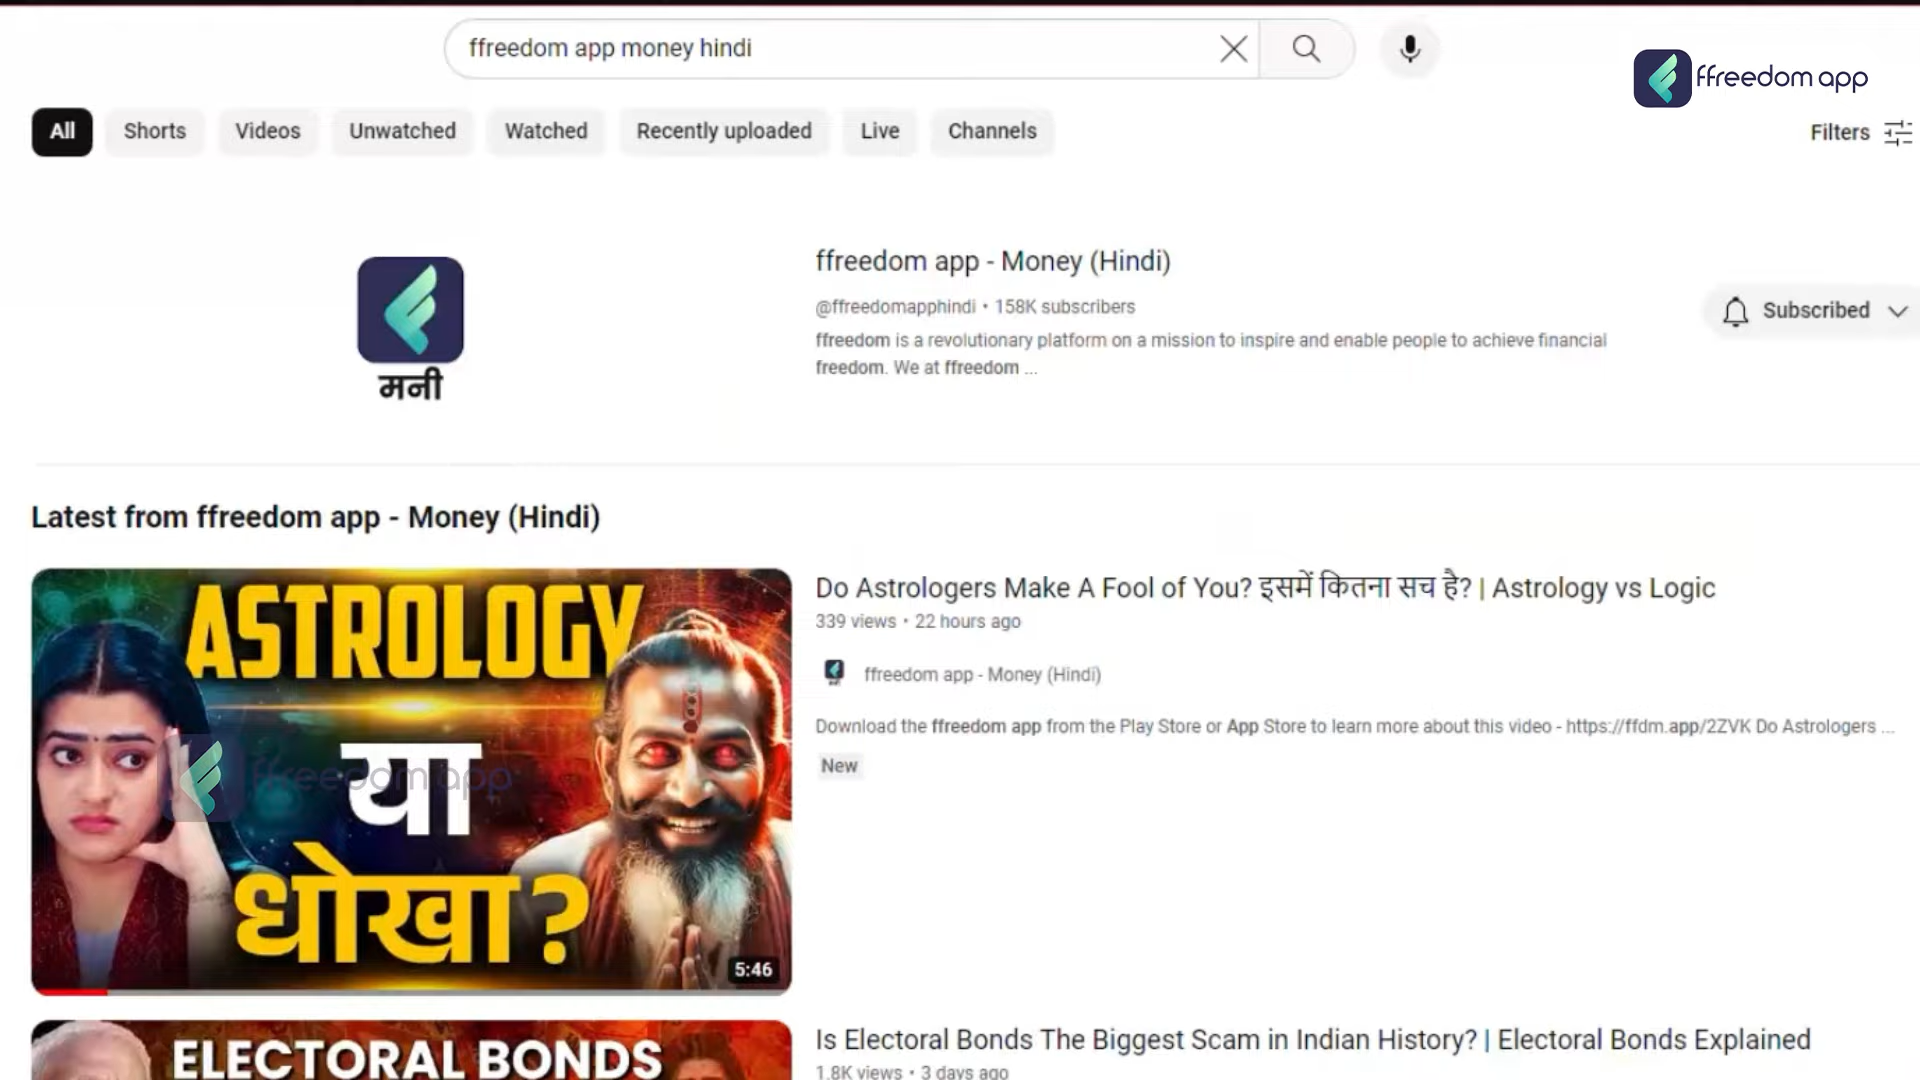 ffreedom app money hindi
ffreedom app
All
Shorts
Videos
Unwatched
Watched
Recently uploaded
Live
Channels
Filters
ffreedom app - Money (Hindi)
@ffreedomapphindi • 158K subscribers
Subscribed
ffreedom is a revolutionary platform on a mission to inspire and enable people to achieve financial
freedom. We at ffreedom ...
मनी
Latest from ffreedom app - Money (Hindi)
ASTROLOGY
या
धोखा?
ffreedom app
5:46
Do Astrologers Make A Fool of You? इसमें कितना सच है? | Astrology vs Logic
339 views • 22 hours ago
ffreedom app - Money (Hindi)
Download the ffreedom app from the Play Store or App Store to learn more about this video - https://ffdm.app/2ZVK Do Astrologers ...
New
ELECTORAL BONDS
Is Electoral Bonds The Biggest Scam in Indian History? | Electoral Bonds Explained
1.8K views • 3 days ago